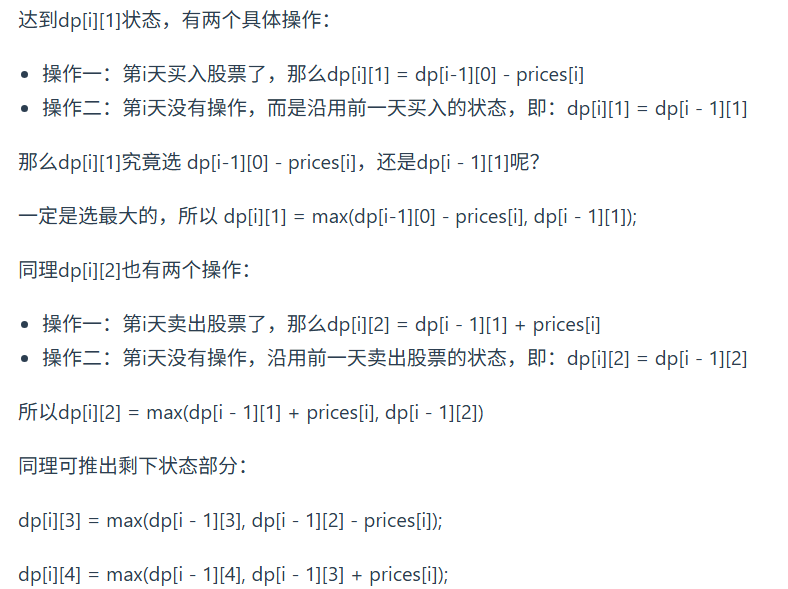 达到dp[i][1]状态，有两个具体操作：
• 操作一：第i天买入股票了，那么dp[i][1] = dp[i-1][0] - prices[i]
• 操作二：第i天没有操作，而是沿用前一天买入的状态，即：dp[i][1] = dp[i - 1][1]
那么dp[i][1]究竟选 dp[i-1][0] - prices[i]，还是dp[i - 1][1]呢？
一定是选最大的，所以 dp[i][1] = max(dp[i-1][0] - prices[i], dp[i - 1][1]);
同理dp[i][2]也有两个操作：
• 操作一：第i天卖出股票了，那么dp[i][2] = dp[i - 1][1] + prices[i]
• 操作二：第i天没有操作，沿用前一天卖出股票的状态，即：dp[i][2] = dp[i - 1][2]
所以dp[i][2] = max(dp[i - 1][1] + prices[i], dp[i - 1][2])
同理可推出剩下状态部分：
dp[i][3] = max(dp[i - 1][3], dp[i - 1][2] - prices[i]);
dp[i][4] = max(dp[i - 1][4], dp[i - 1][3] + prices[i]);